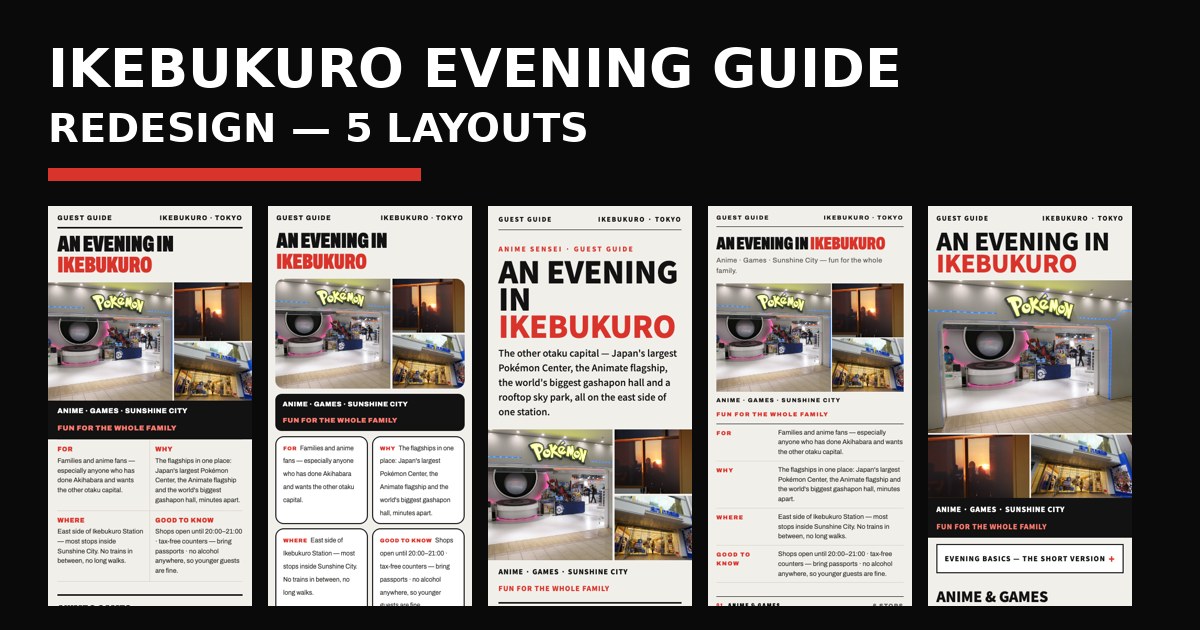 IKEBUKURO EVENING GUIDE
REDESIGN — 5 LAYOUTS
GUEST GUIDE IKEBUKURO · TOKYO
AN EVENING IN
IKEBUKURO
Pokémon
ANIME · GAMES · SUNSHINE CITY
FUN FOR THE WHOLE FAMILY
FOR
Families and anime fans —
especially anyone who has
done Akihabara and wants
the other otaku capital.
WHY
The flagships in one place:
Japan's largest Pokémon
Center, the Animate flagship
and the world's biggest
gashapon hall, minutes apart.
WHERE
East side of Ikebukuro Station
— most stops inside
Sunshine City. No trains in
between, no long walks.
GOOD TO KNOW
Shops open until 20:00–21:00
· tax-free counters — bring
passports · no alcohol
anywhere, so younger guests
are fine.
GUEST GUIDE IKEBUKURO · TOKYO
AN EVENING IN
IKEBUKURO
Pokémon
ANIME · GAMES · SUNSHINE CITY
FUN FOR THE WHOLE FAMILY
FOR Families and anime
fans — especially anyone
who has done Akihabara
and wants the other otaku
capital.
WHY The flagships in one
place: Japan's largest
Pokémon Center, the
Animate flagship and the
world's biggest gashapon
hall, minutes apart.
WHERE East side of
Ikebukuro Station — most
stops inside Sunshine City.
No trains in between, no
long walks.
GOOD TO KNOW Shops
open until 20:00–21:00 ·
tax-free counters — bring
passports · no alcohol
anywhere, so younger
guests are fine.
GUEST GUIDE IKEBUKURO · TOKYO
ANIME SENSEI · GUEST GUIDE
AN EVENING
IN
IKEBUKURO
The other otaku capital — Japan's largest
Pokémon Center, the Animate flagship,
the world's biggest gashapon hall and a
rooftop sky park, all on the east side of
one station.
Pokémon
ANIME · GAMES · SUNSHINE CITY
FUN FOR THE WHOLE FAMILY
GUEST GUIDE IKEBUKURO · TOKYO
AN EVENING IN IKEBUKURO
Anime · Games · Sunshine City — fun for the whole
family.
Pokémon
ANIME · GAMES · SUNSHINE CITY
FUN FOR THE WHOLE FAMILY
FOR
Families and anime fans — especially
anyone who has done Akihabara and wants
the other otaku capital.
WHY
The flagships in one place: Japan's largest
Pokémon Center, the Animate flagship and
the world's biggest gashapon hall, minutes
apart.
WHERE
East side of Ikebukuro Station — most
stops inside Sunshine City. No trains in
between, no long walks.
GOOD TO
KNOW
Shops open until 20:00–21:00 · tax-free
counters — bring passports · no alcohol
anywhere, so younger guests are fine.
GUEST GUIDE IKEBUKURO · TOKYO
AN EVENING IN
IKEBUKURO
Pokémon
ANIME · GAMES · SUNSHINE CITY
FUN FOR THE WHOLE FAMILY
EVENING BASICS — THE SHORT VERSION +
ANIME & GAMES